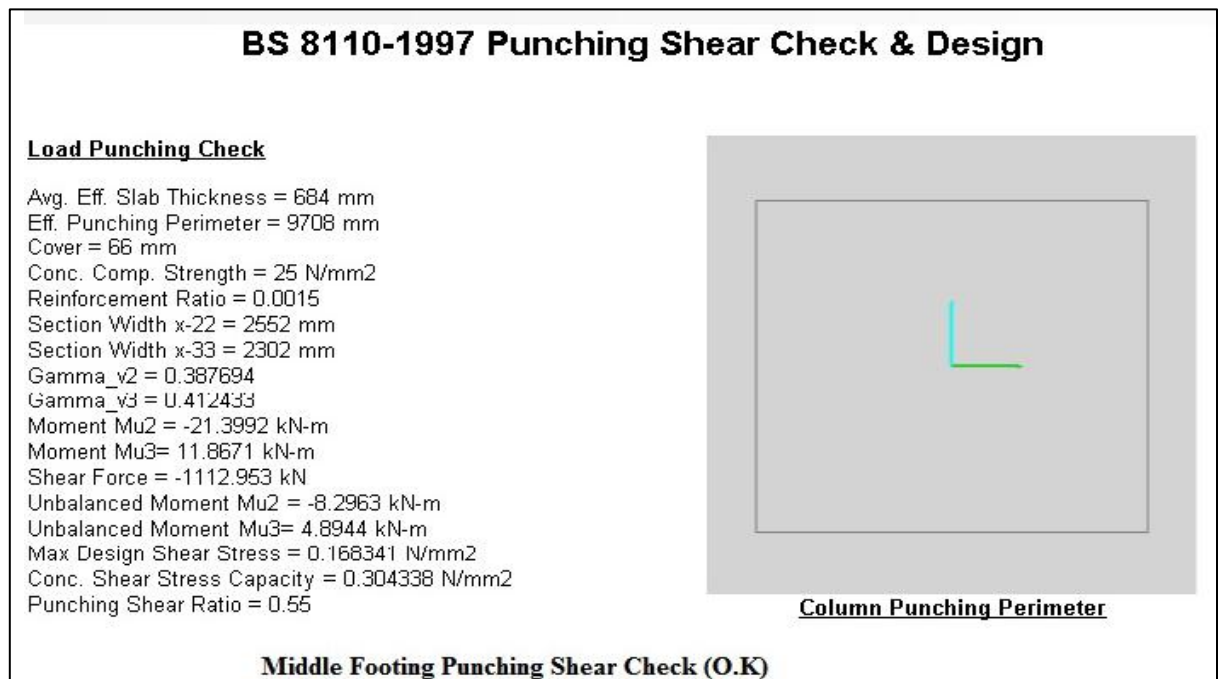 BS 8110-1997 Punching Shear Check & Design
Load Punching Check
Avg. Eff. Slab Thickness = 684 mm
Eff. Punching Perimeter = 9708 mm
Cover = 66 mm
Conc. Comp. Strength = 25 N/mm2
Reinforcement Ratio = 0.0015
Section Width x-22 = 2552 mm
Section Width x-33 = 2302 mm
Gamma_v2 = 0.387694
Gamma_v3 = 0.412433
Moment Mu2 = -21.3992 kN-m
Moment Mu3= 11.8671 kN-m
Shear Force = -1112.953 kN
Unbalanced Moment Mu2 = -8.2963 kN-m
Unbalanced Moment Mu3= 4.8944 kN-m
Max Design Shear Stress = 0.168341 N/mm2
Conc. Shear Stress Capacity = 0.304338 N/mm2
Punching Shear Ratio = 0.55
Column Punching Perimeter
Middle Footing Punching Shear Check (O.K)